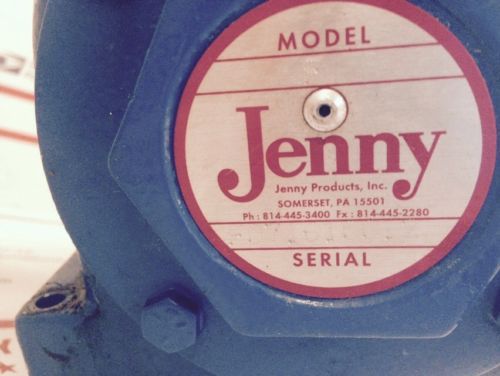 MODEL
Jenny
Jenny Products, Inc.
SOMERSET, PA 15501
Ph : 814-445-3400 Fx : 814-445-2280
SERIAL